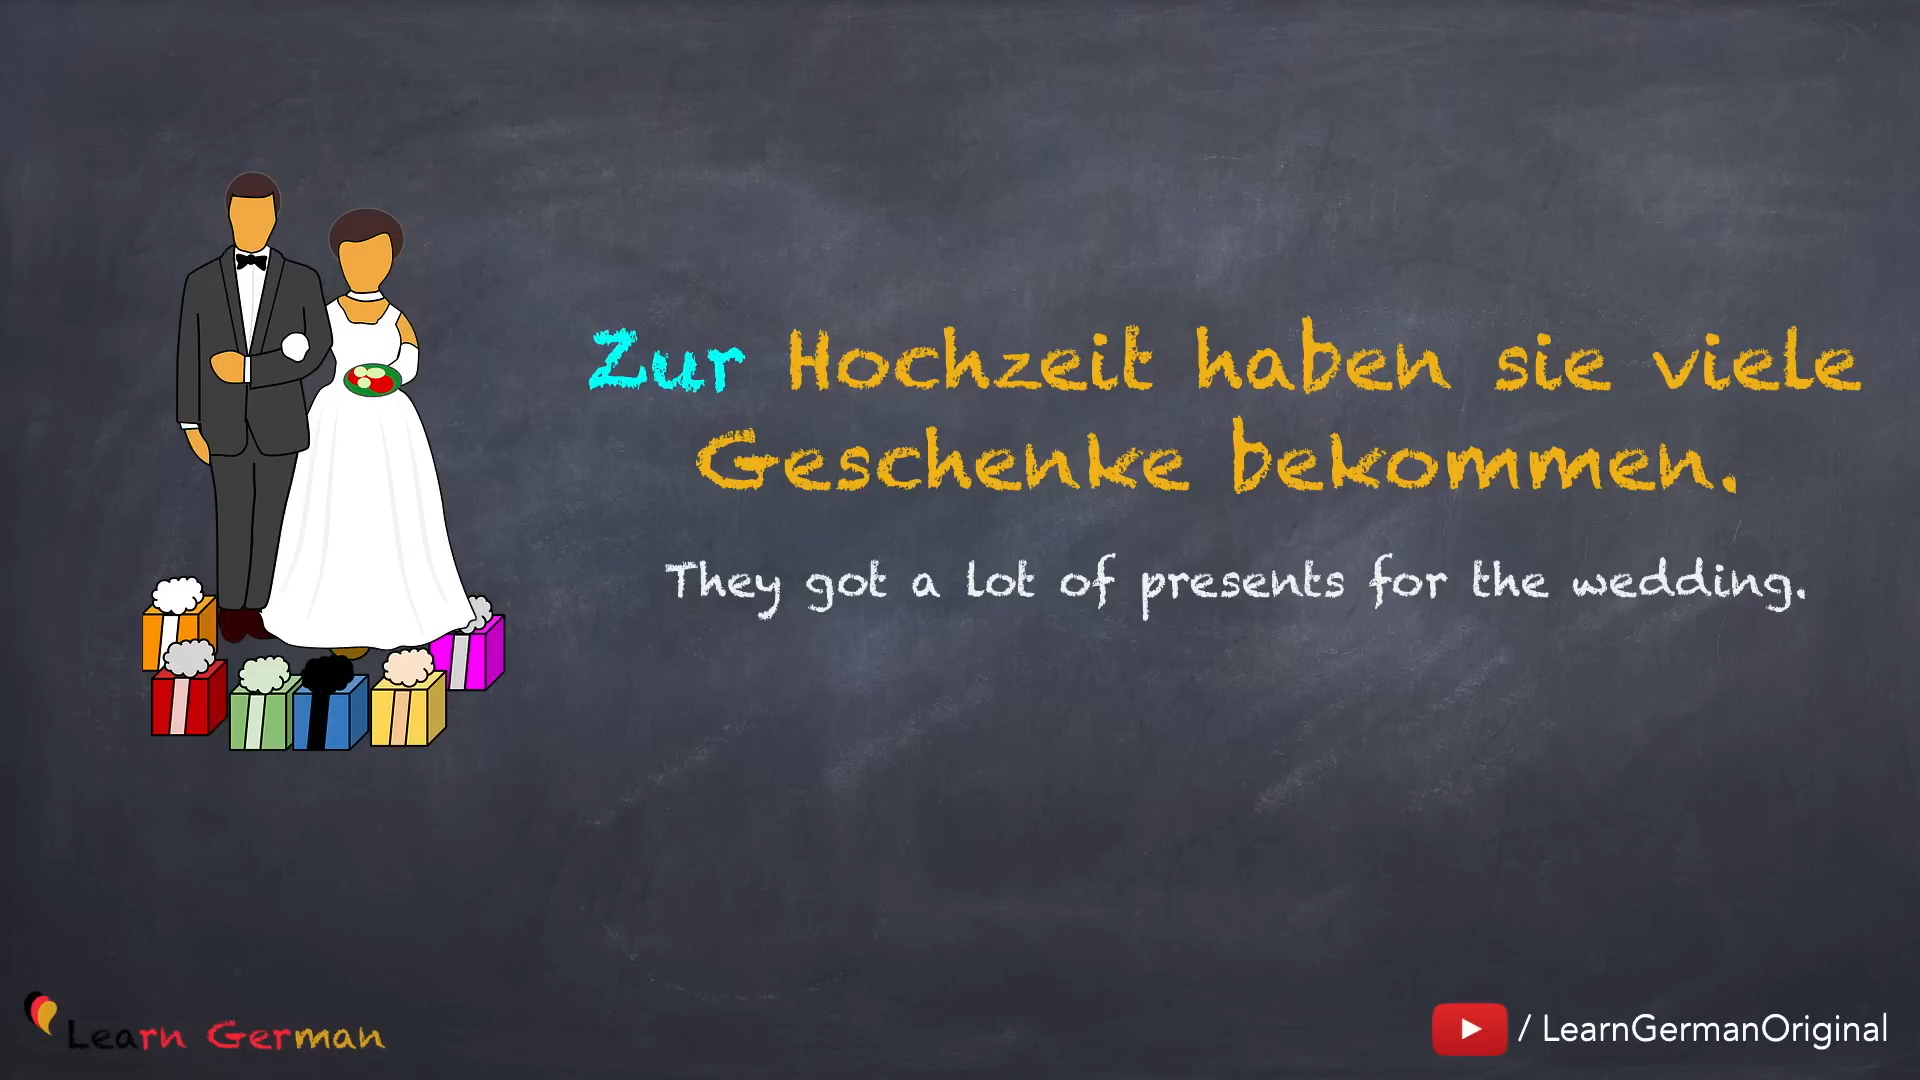 Zur Hochzeit haben sie viele
Geschenke bekommen.
They got a lot of presents for the wedding.
Learn German
/ LearnGermanOriginal